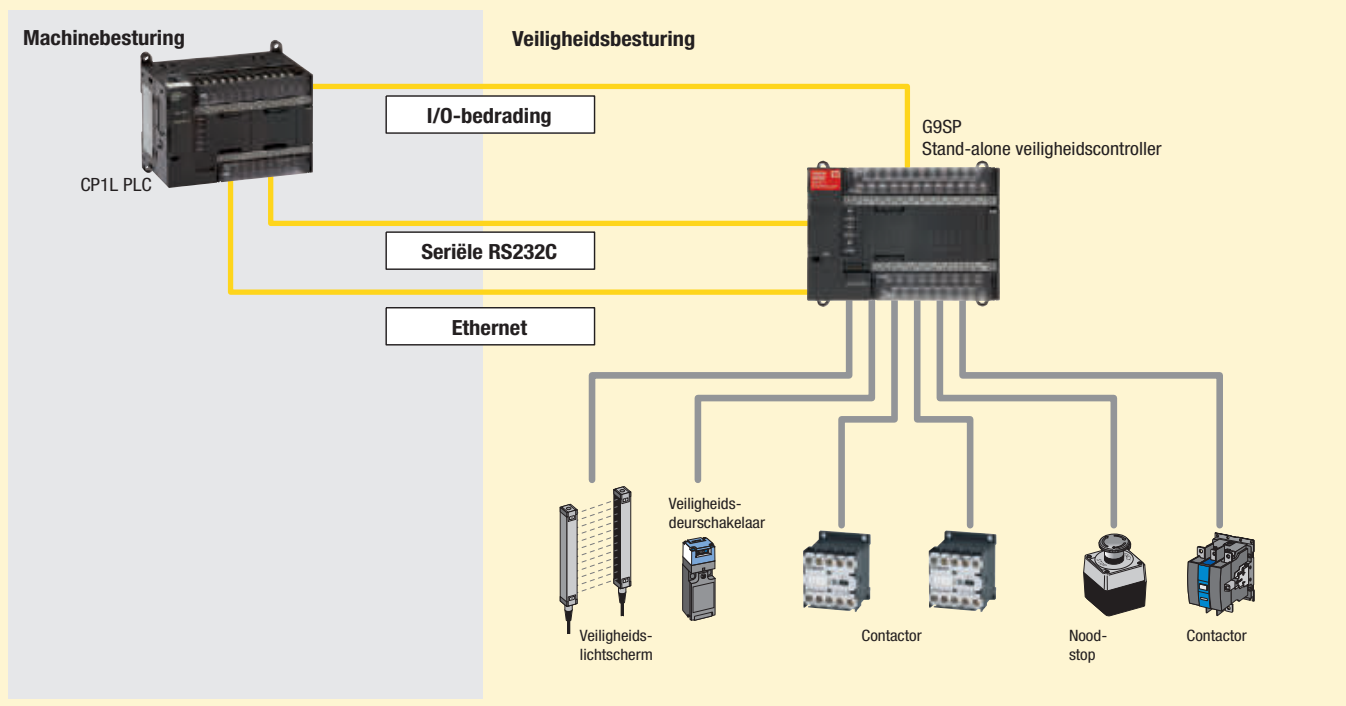 Machinebesturing
Veiligheidsbesturing
I/O-bedrading
G9SP
Stand-alone veiligheidscontroller
CP1L PLC
Seriële RS232C
Ethernet
Veiligheids-
deurschakelaar
Veiligheids-
lichtscherm
Contactor
Nood-
stop
Contactor